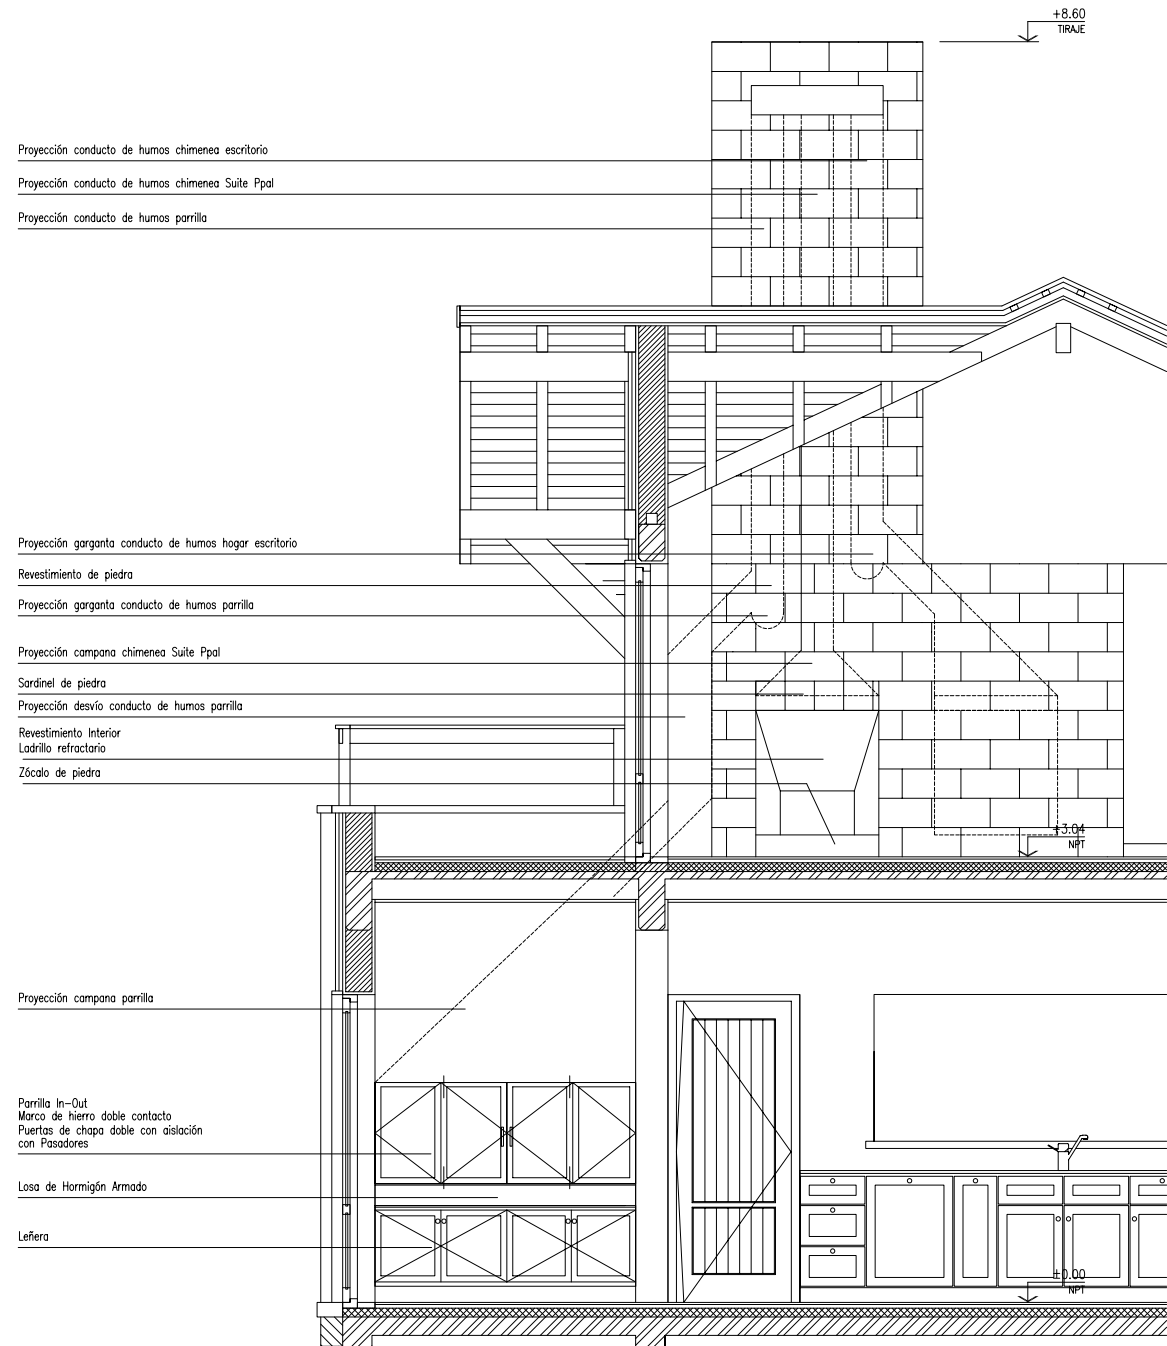 +8.60
TIRAJE
Proyección conducto de humos chimenea escritorio
Proyección conducto de humos chimenea Suite Ppal
Proyección conducto de humos parrilla
Proyección garganta conducto de humos hogar escritorio
Revestimiento de piedra
Proyección garganta conducto de humos parrilla
Proyección campana chimenea Suite Ppal
Sardinel de piedra
Proyección desvío conducto de humos parrilla
Revestimiento Interior
Ladrillo refractario
Zócalo de piedra
+3.04
NPT
Proyección campana parrilla
Parrilla In-Out
Marco de hierro doble contacto
Puertas de chapa doble con aislación
con Pasadores
Losa de Hormigón Armado
Leñera
±0.00
NPT